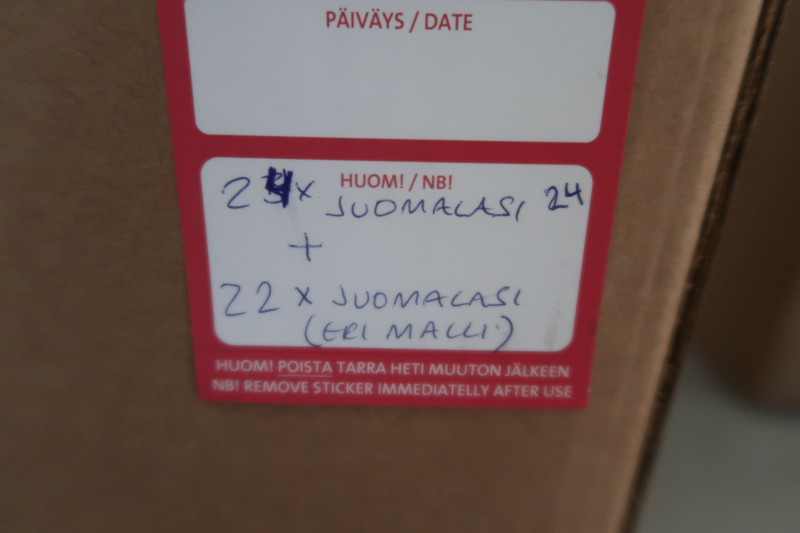 PÄIVÄYS / DATE
HUOM! / NB!
24 x JUOMALASI 24
+
22 x JUOMALASI
(ERI MALLI)
HUOM! POISTA TARRA HETI MUUTON JÄLKEEN
NB! REMOVE STICKER IMMEDIATELLY AFTER USE